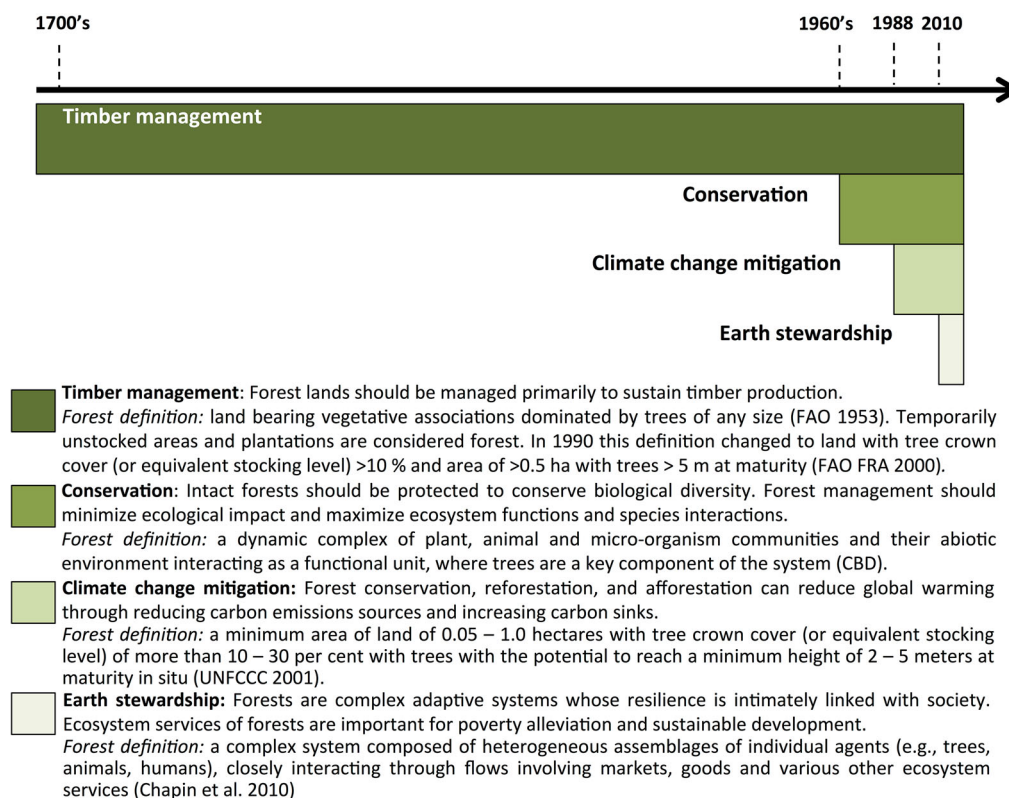 1700's
1960's 1988 2010
Timber management
Conservation
Climate change mitigation
Earth stewardship
Timber management: Forest lands should be managed primarily to sustain timber production.
Forest definition: land bearing vegetative associations dominated by trees of any size (FAO 1953). Temporarily
unstocked areas and plantations are considered forest. In 1990 this definition changed to land with tree crown
cover (or equivalent stocking level) >10 % and area of >0.5 ha with trees > 5 m at maturity (FAO FRA 2000).
Conservation: Intact forests should be protected to conserve biological diversity. Forest management should
minimize ecological impact and maximize ecosystem functions and species interactions.
Forest definition: a dynamic complex of plant, animal and micro-organism communities and their abiotic
environment interacting as a functional unit, where trees are a key component of the system (CBD).
Climate change mitigation: Forest conservation, reforestation, and afforestation can reduce global warming
through reducing carbon emissions sources and increasing carbon sinks.
Forest definition: a minimum area of land of 0.05 – 1.0 hectares with tree crown cover (or equivalent stocking
level) of more than 10 – 30 per cent with trees with the potential to reach a minimum height of 2 – 5 meters at
maturity in situ (UNFCCC 2001).
Earth stewardship: Forests are complex adaptive systems whose resilience is intimately linked with society.
Ecosystem services of forests are important for poverty alleviation and sustainable development.
Forest definition: a complex system composed of heterogeneous assemblages of individual agents (e.g., trees,
animals, humans), closely interacting through flows involving markets, goods and various other ecosystem
services (Chapin et al. 2010)